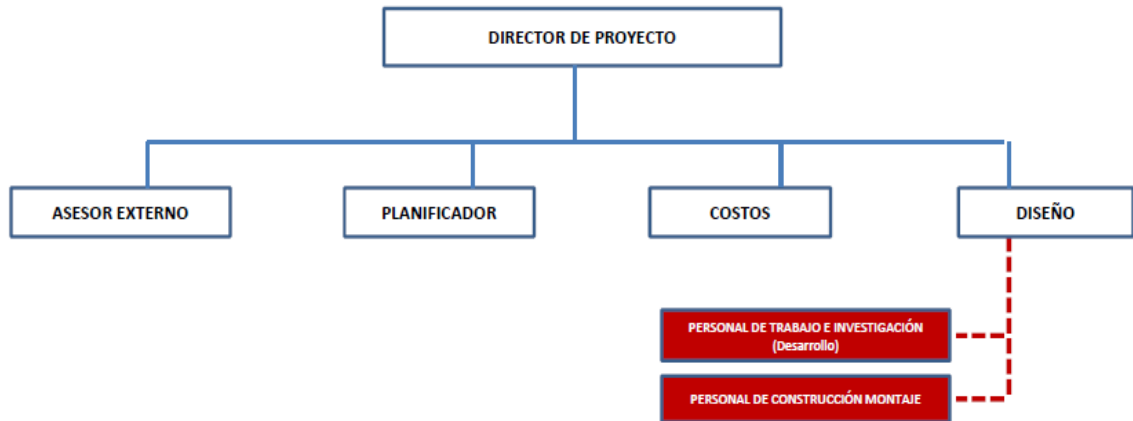 DIRECTOR DE PROYECTO
ASESOR EXTERNO
PLANIFICADOR
COSTOS
DISEÑO
PERSONAL DE TRABAJO E INVESTIGACIÓN
(Desarrollo)
PERSONAL DE CONSTRUCCIÓN MONTAJE